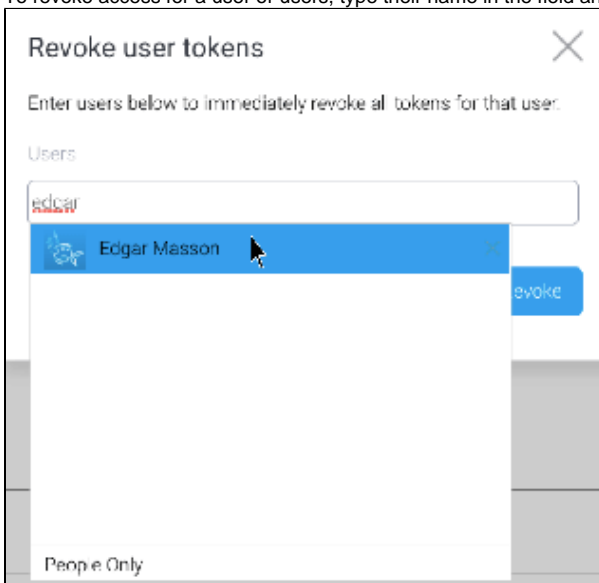 To revoke access for a user or users, type their name in the field an
Revoke user tokens
Enter users below to immediately revoke all tokens for that user.
Users
edgar
Edgar Masson
evoke
People Only